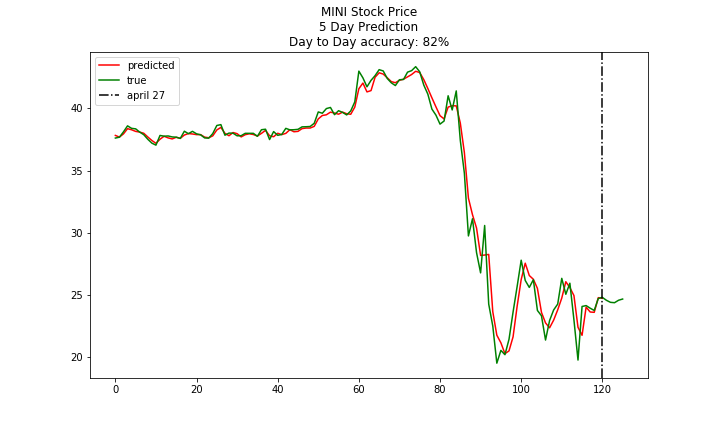 MINI Stock Price
5 Day Prediction
Day to Day accuracy: 82%
predicted
true
april 27
40
35
30
25
20
0
20
40
60
80
100
120